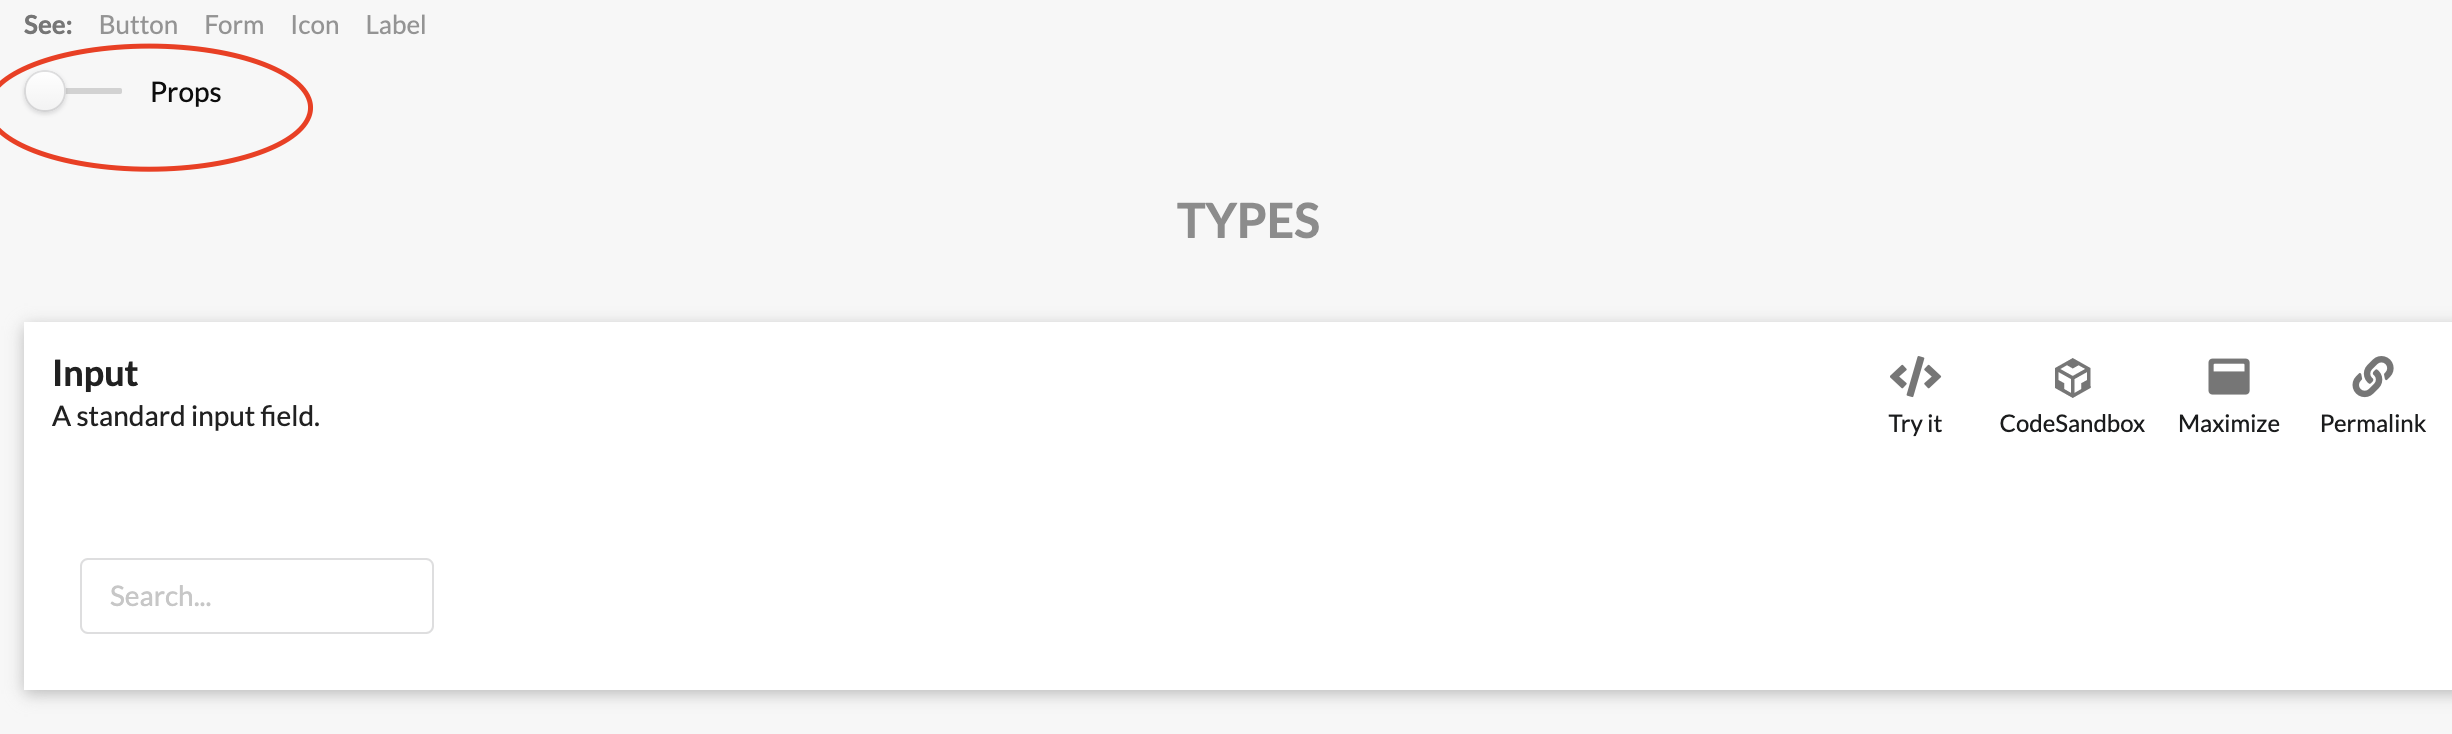 See: Button Form Icon Label
Props
TYPES
Input
A standard input field.
Try it CodeSandbox Maximize Permalink
Search...